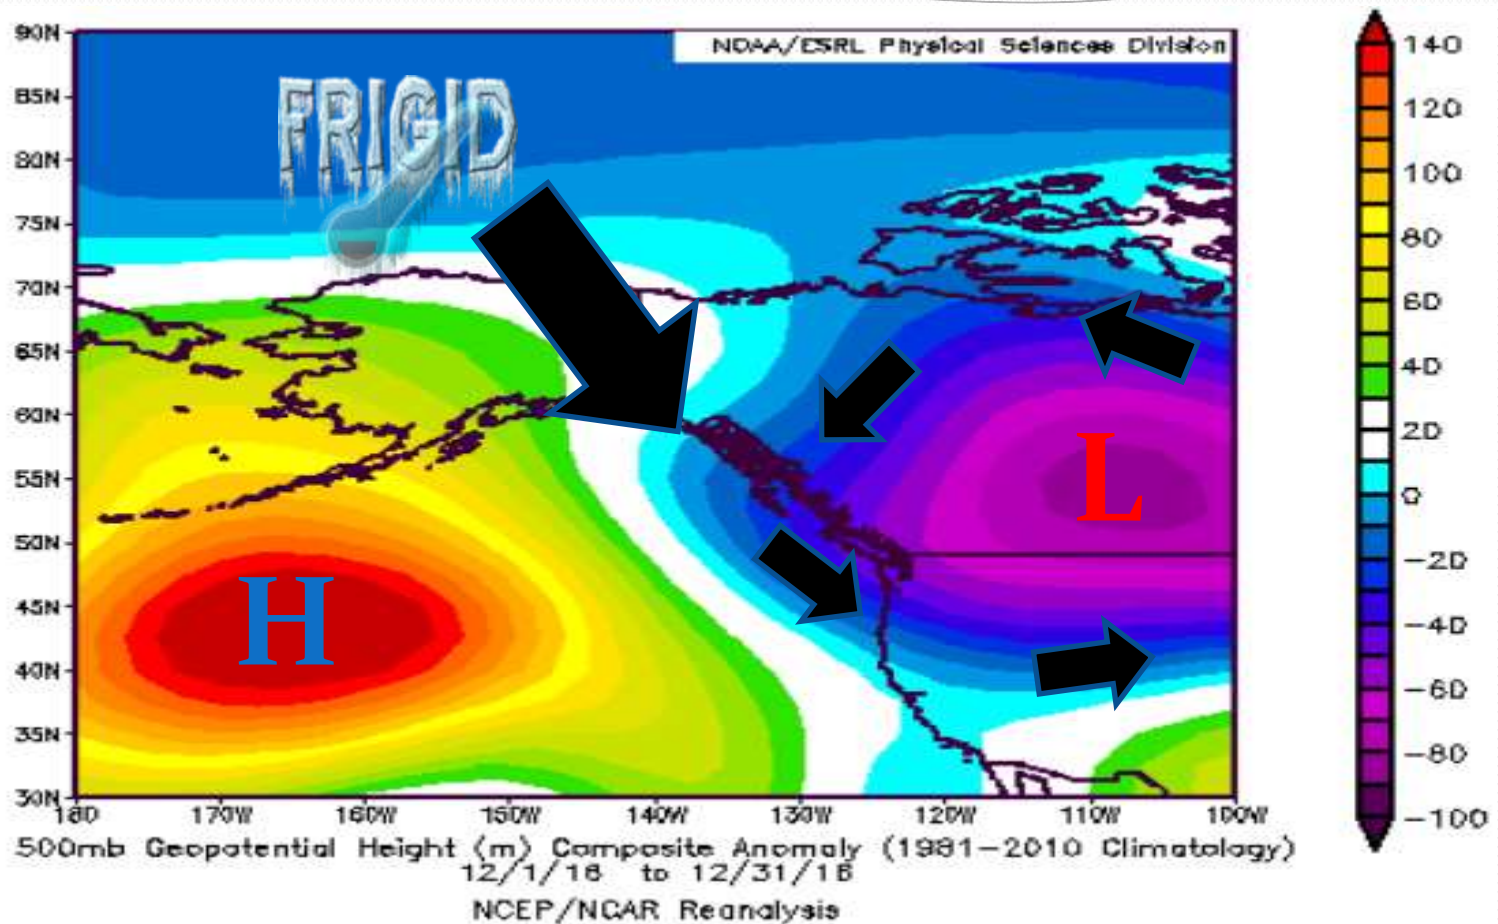 NOAA/ESRL Physical Sciences Division
FRIGID
H
L
90N
85N
80N
75N
70N
65N
60N
55N
50N
45N
40N
35N
30N
180 170W 160W 150W 140W 130W 120W 110W 100W
140
120
100
80
60
40
20
0
-20
-40
-60
-80
-100
500mb Geopotential Height (m) Composite Anomaly (1981-2010 Climatology)
12/1/16 to 12/31/16
NCEP/NCAR Reanalysis